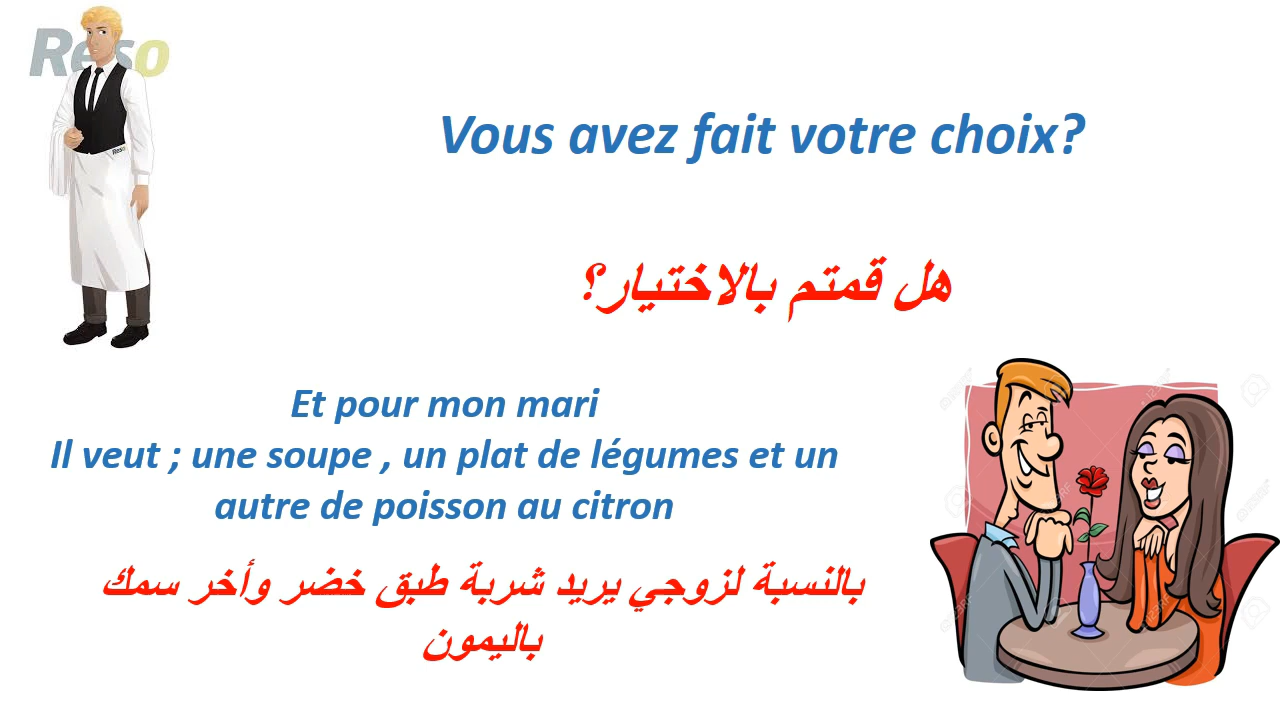 Reso
Reso
Vous avez fait votre choix?
هل قمتم بالاختيار؟
Et pour mon mari
Il veut ; une soupe , un plat de légumes et un
autre de poisson au citron
بالنسبة لزوجي يريد شربة طبق خضر وأخر سمك
باليمون